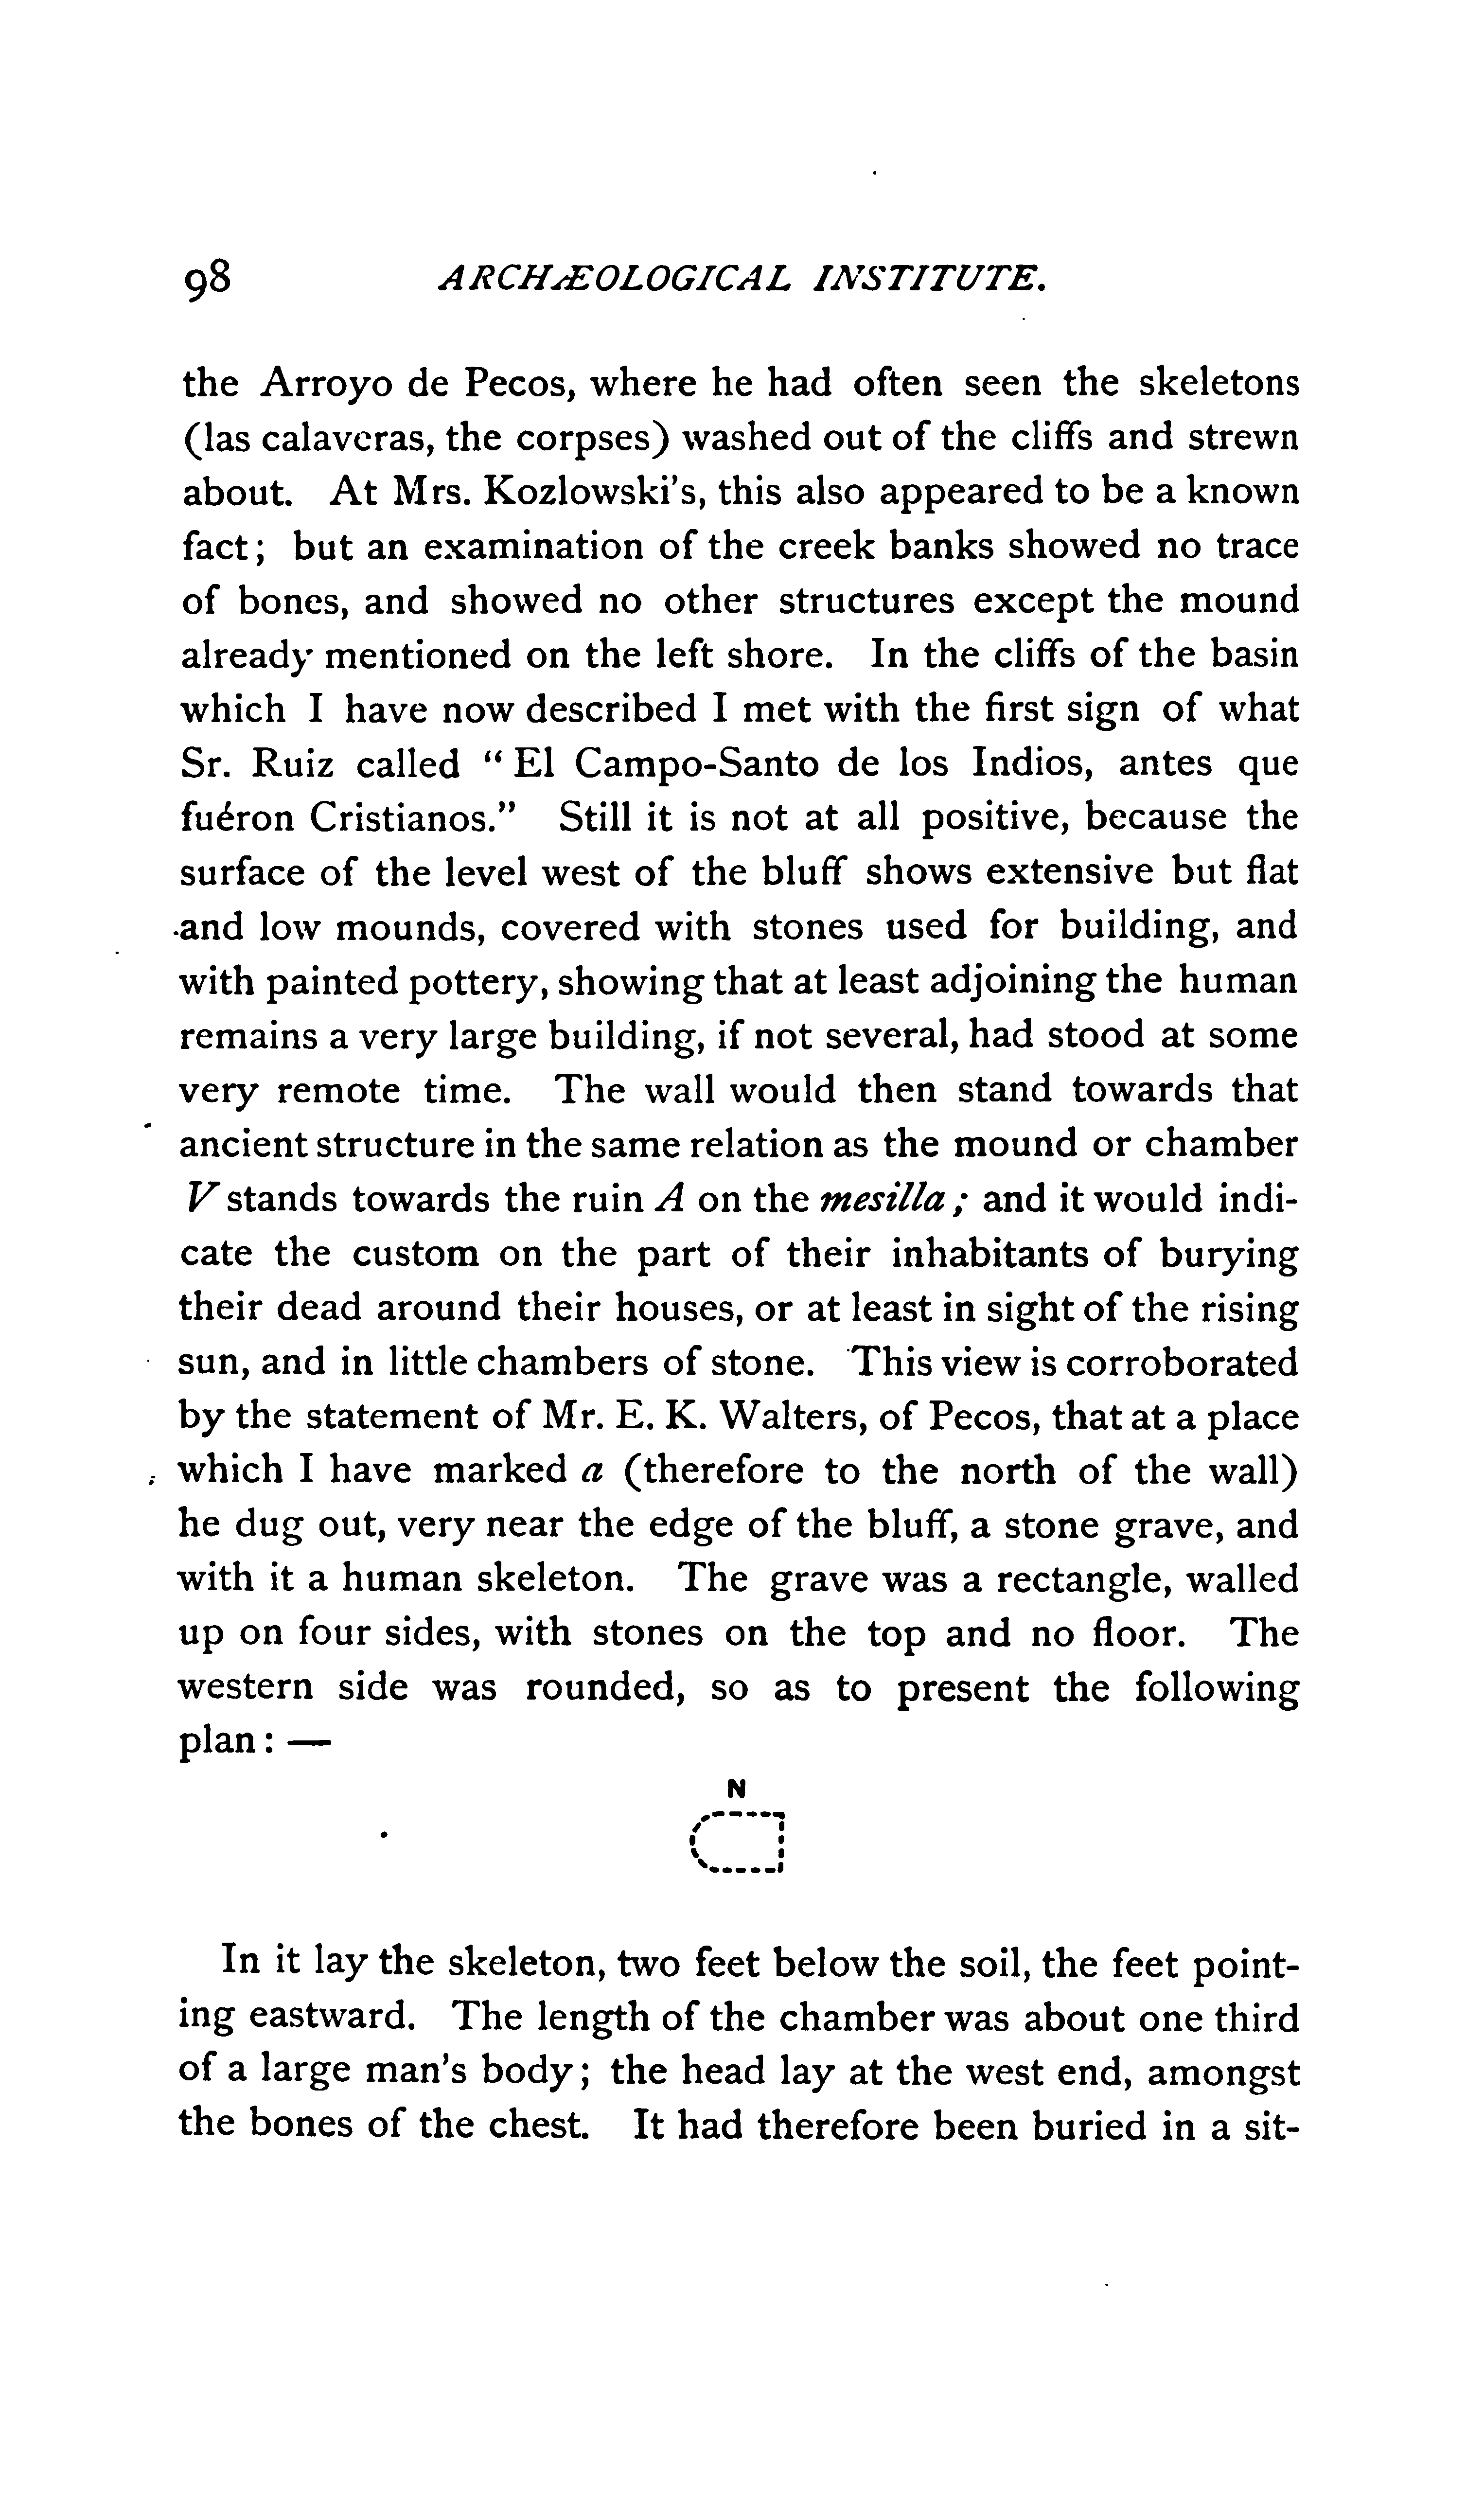 98 ARCHÆOLOGICAL INSTITUTE.
the Arroyo de Pecos, where he had often seen the skeletons
(las calaveras, the corpses) washed out of the cliffs and strewn
about. At Mrs. Kozlowski's, this also appeared to be a known
fact; but an examination of the creek banks showed no trace
of bones, and showed no other structures except the mound
already mentioned on the left shore. In the cliffs of the basin
which I have now described I met with the first sign of what
Sr. Ruiz called “El Campo-Santo de los Indios, antes que
fuéron Cristianos.” Still it is not at all positive, because the
surface of the level west of the bluff shows extensive but flat
and low mounds, covered with stones used for building, and
with painted pottery, showing that at least adjoining the human
remains a very large building, if not several, had stood at some
very remote time. The wall would then stand towards that
ancient structure in the same relation as the mound or chamber
V stands towards the ruin A on the mesilla; and it would indi-
cate the custom on the part of their inhabitants of burying
their dead around their houses, or at least in sight of the rising
sun, and in little chambers of stone. This view is corroborated
by the statement of Mr. E. K. Walters, of Pecos, that at a place
which I have marked a (therefore to the north of the wall)
he dug out, very near the edge of the bluff, a stone grave, and
with it a human skeleton. The grave was a rectangle, walled
up on four sides, with stones on the top and no floor. The
western side was rounded, so as to present the following
plan: —
N
In it lay the skeleton, two feet below the soil, the feet point-
ing eastward. The length of the chamber was about one third
of a large man's body; the head lay at the west end, amongst
the bones of the chest. It had therefore been buried in a sit-